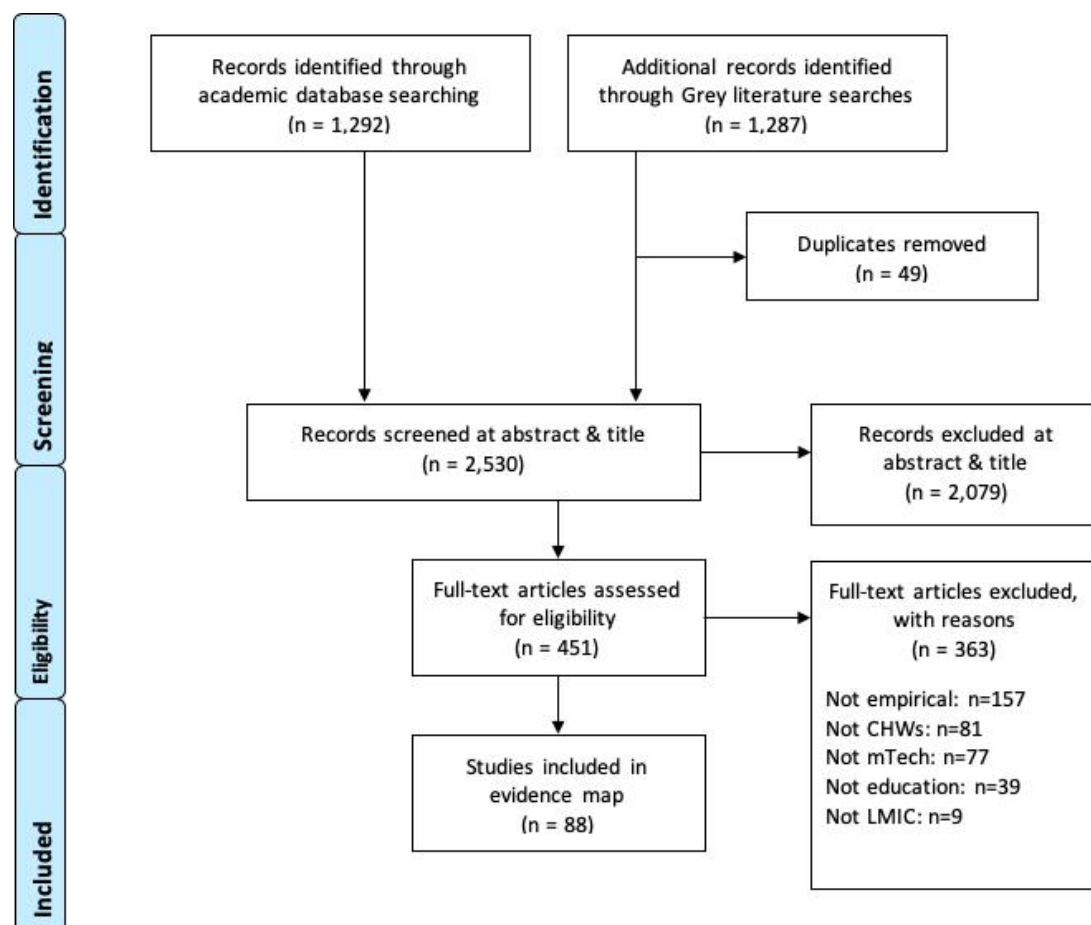 Identification
Records identified through
academic database searching
(n = 1,292)
Additional records identified
through Grey literature searches
(n = 1,287)
Duplicates removed
(n = 49)
Screening
Records screened at abstract & title
(n = 2,530)
Records excluded at
abstract & title
(n = 2,079)
Eligibility
Full-text articles assessed
for eligibility
(n = 451)
Full-text articles excluded,
with reasons
(n = 363)
Not empirical: n=157
Not CHWs: n=81
Not mTech: n=77
Not education: n=39
Not LMIC: n=9
Included
Studies included in
evidence map
(n = 88)